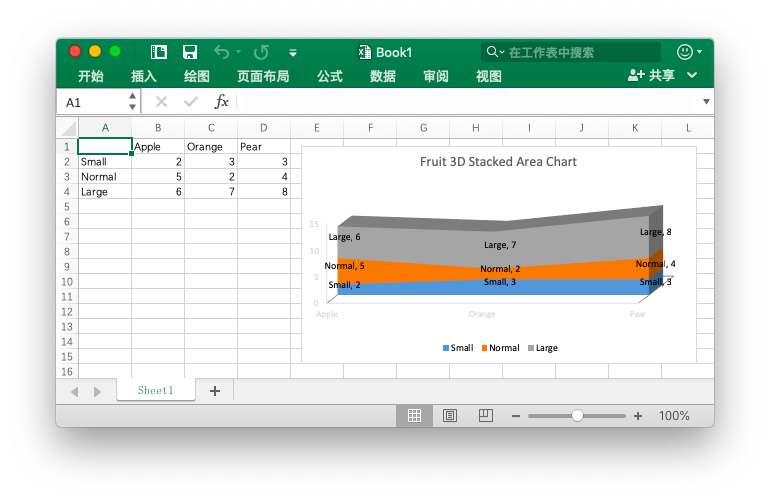 Book1
在工作表中搜索
开始 插入 绘图 页面布局 公式 数据 审阅 视图 共享
A1 fx
A B C D E F G H I J K L
1 Apple Orange Pear
2 Small 2 3 3
3 Normal 5 2 4
4 Large 6 7 8
5
6
7
8
9
10
11
12
13
14
15
16
Fruit 3D Stacked Area Chart
15
10
5
0
Large, 6 Large, 7 Large, 8
Normal, 5 Normal, 2 Normal, 4
Small, 2 Small, 3 Small, 3
Apple Orange Pear
Small Normal Large
Sheet1 +
100%